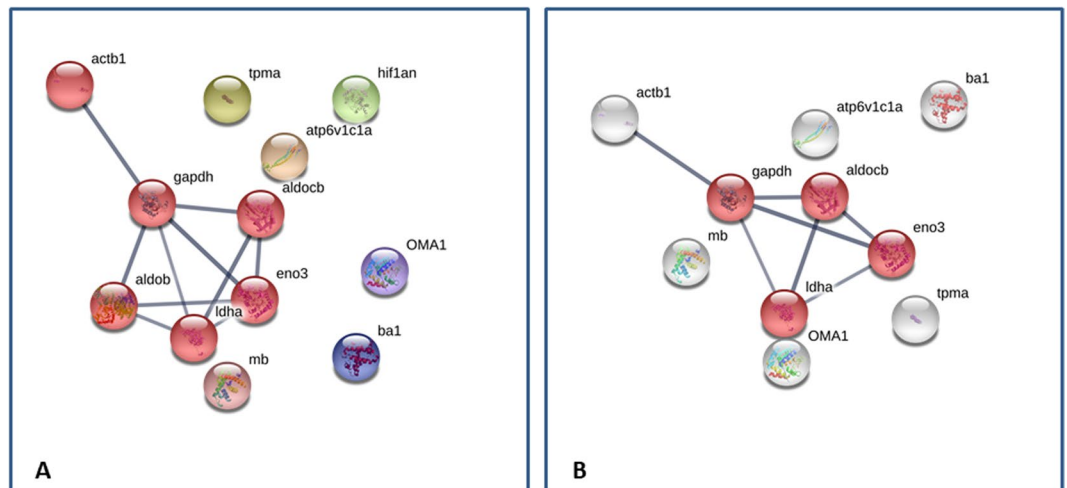 actb1
tpma
hif1an
atp6v1c1a
gapdh
aldocb
OMA1
aldob
eno3
ldha
ba1
mb
A
ba1
actb1
atp6v1c1a
gapdh
aldocb
eno3
mb
ldha
tpma
OMA1
B